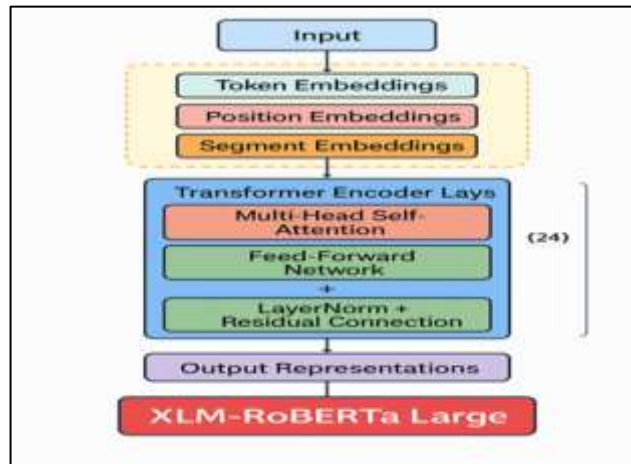 Input
Token Embeddings
Position Embeddings
Segment Embeddings
Transformer Encoder Lays
Multi-Head Self-
Attention
Feed-Forward
Network
+
LayerNorm +
Residual Connection
(24)
Output Representations
XLM-RoBERTa Large